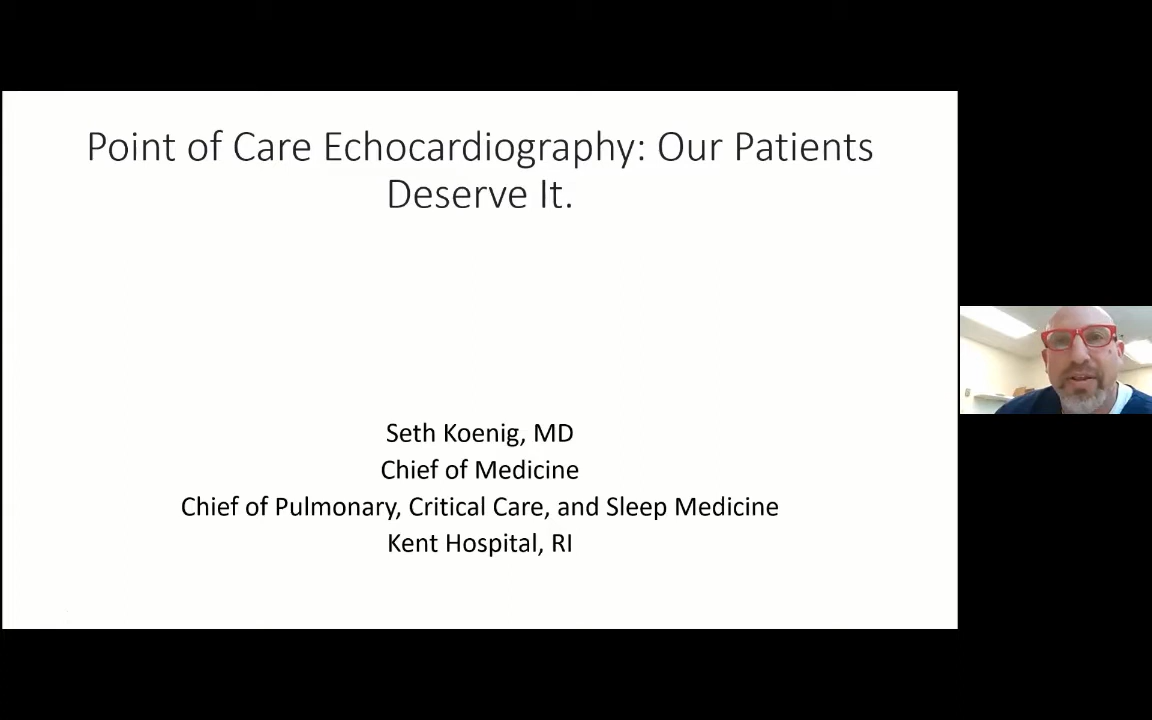 Point of Care Echocardiography: Our Patients
Deserve It.
Seth Koenig, MD
Chief of Medicine
Chief of Pulmonary, Critical Care, and Sleep Medicine
Kent Hospital, RI